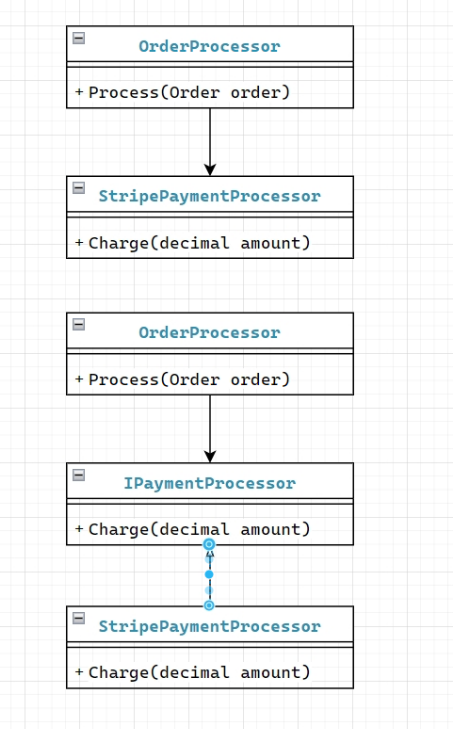 OrderProcessor
+ Process(Order order)
StripePaymentProcessor
+ Charge(decimal amount)
OrderProcessor
+ Process(Order order)
IPaymentProcessor
+ Charge(decimal amount)
StripePaymentProcessor
+ Charge(decimal amount)